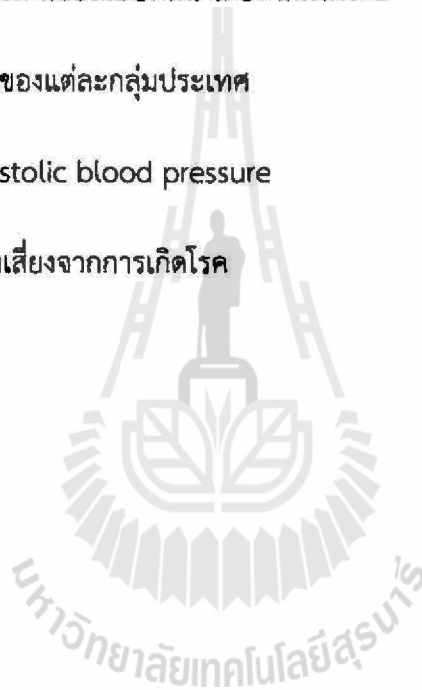 ของแต่ละกลุ่มประเทศ
stolic blood pressure
เสี่ยงจากการเกิดโรค
มหาวิทยาลัยเทคโนโลยีสุรนารี